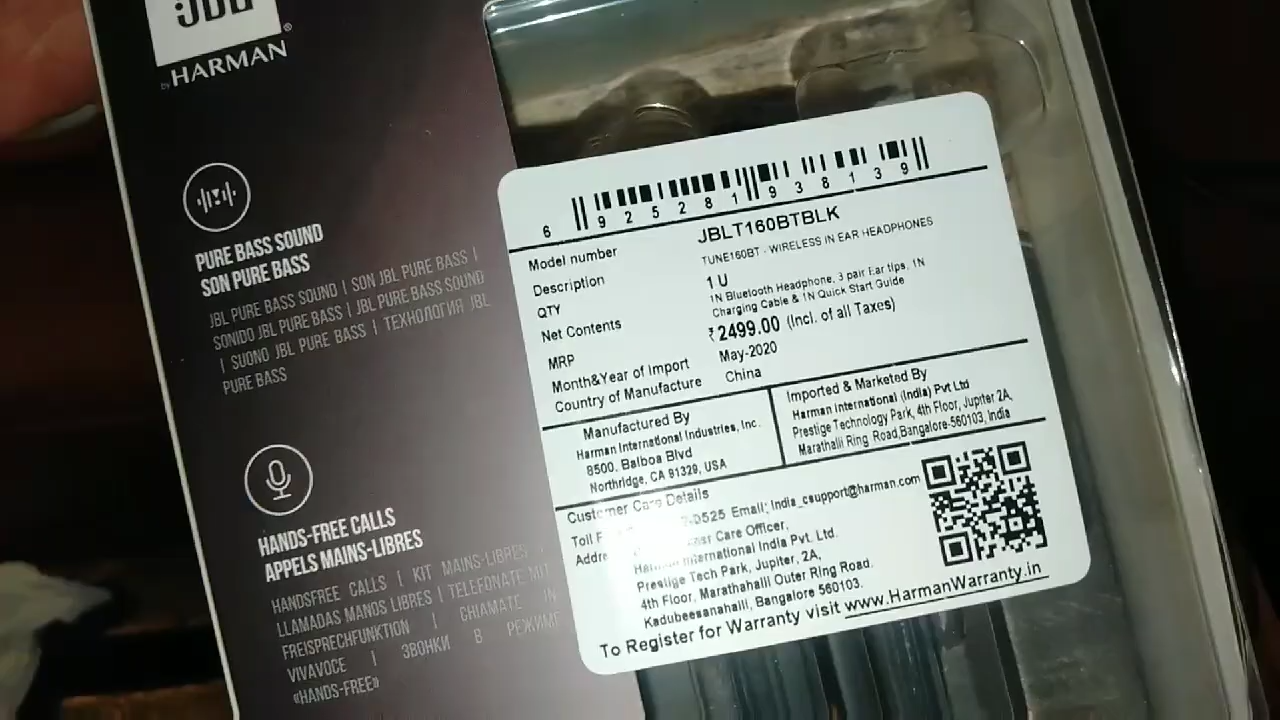 JBL
by HARMAN®
PURE BASS SOUND
SON PURE BASS
JBL PURE BASS SOUND | SON JBL PURE BASS |
SONIDO JBL PURE BASS | JBL PURE BASS SOUND
| SUONO JBL PURE BASS | ТЕХНОЛОГИЯ JBL
PURE BASS
HANDS-FREE CALLS
APPELS MAINS-LIBRES
HANDSFREE CALLS | KIT MAINS-LIBRES
LLAMADAS MANOS LIBRES | TELEFONATE MIT
FREISPRECHFUNKTION | CHIAMATE IN
VIVAVOCE | ЗВОНКИ В РЕЖИМЕ
«HANDS-FREE»
6 925281 938139
Model number JBLT160BTBLK
Description TUNE160BT - WIRELESS IN EAR HEADPHONES
QTY 1 U
Net Contents 1N Bluetooth Headphone, 3 pair Ear tips, 1N
Charging Cable & 1N Quick Start Guide
MRP ₹2499.00 (Incl. of all Taxes)
Month&Year of Import May-2020
Country of Manufacture China
Manufactured By
Harman International Industries, Inc.
8500, Balboa Blvd
Northridge, CA 91329, USA
Imported & Marketed By
Harman International (India) Pvt Ltd
Prestige Technology Park, 4th Floor, Jupiter 2A,
Marathalli Ring Road,Bangalore-560103, India
Customer Care Details
Toll 0525 Email; India_csupport@harman.com
Care Officer,
International India Pvt. Ltd.
Prestige Tech Park, Jupiter, 2A,
4th Floor, Marathahalli Outer Ring Road.
Kadubeesanahalli, Bangalore 560103.
To Register for Warranty visit www.HarmanWarranty.in